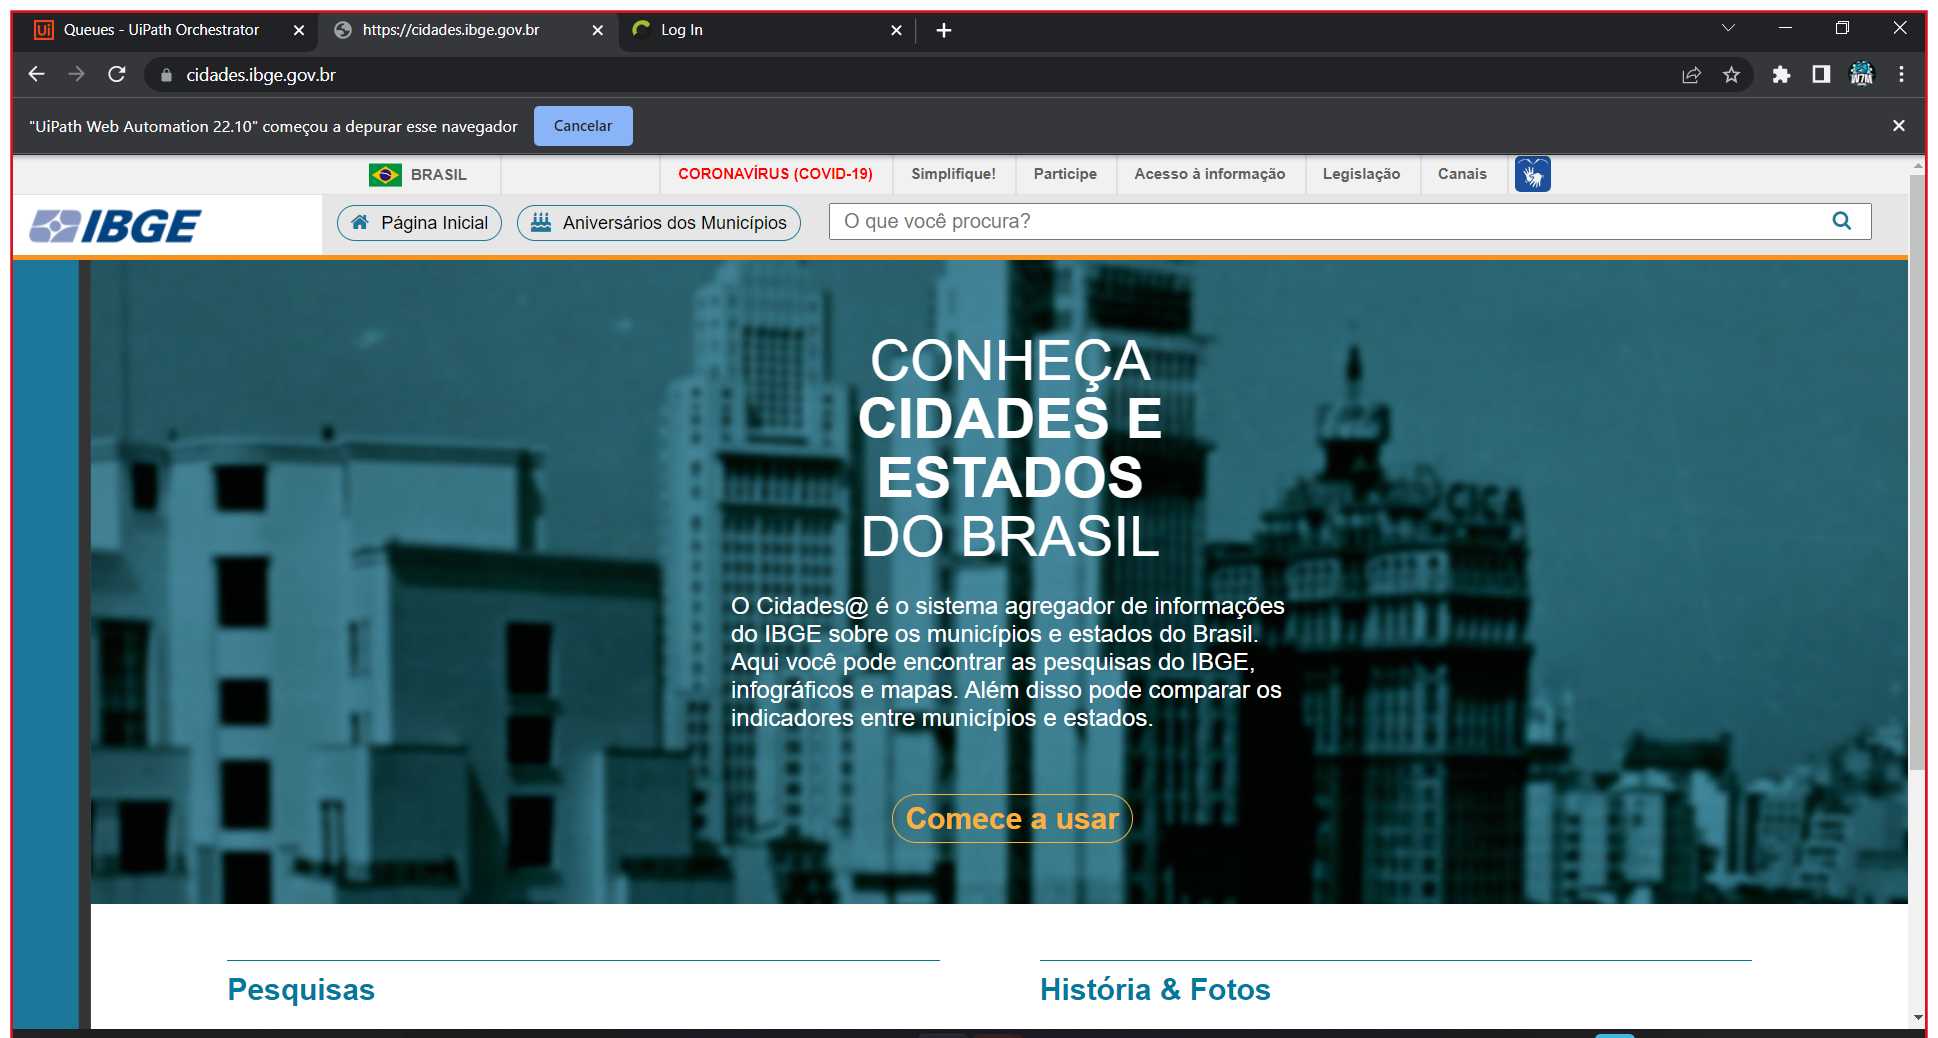 Ui Queues - UiPath Orchestrator
https://cidades.ibge.gov.br
Log In
cidades.ibge.gov.br
W7M
"UiPath Web Automation 22.10" começou a depurar esse navegador
Cancelar
BRASIL
CORONAVÍRUS (COVID-19)
Simplifique!
Participe
Acesso à informação
Legislação
Canais
IBGE
Página Inicial
Aniversários dos Municípios
O que você procura?
CONHEÇA
CIDADES E
ESTADOS
DO BRASIL
CICA
O Cidades@ é o sistema agregador de informações
do IBGE sobre os municípios e estados do Brasil.
Aqui você pode encontrar as pesquisas do IBGE,
infográficos e mapas. Além disso pode comparar os
indicadores entre municípios e estados.
Comece a usar
Pesquisas
História & Fotos